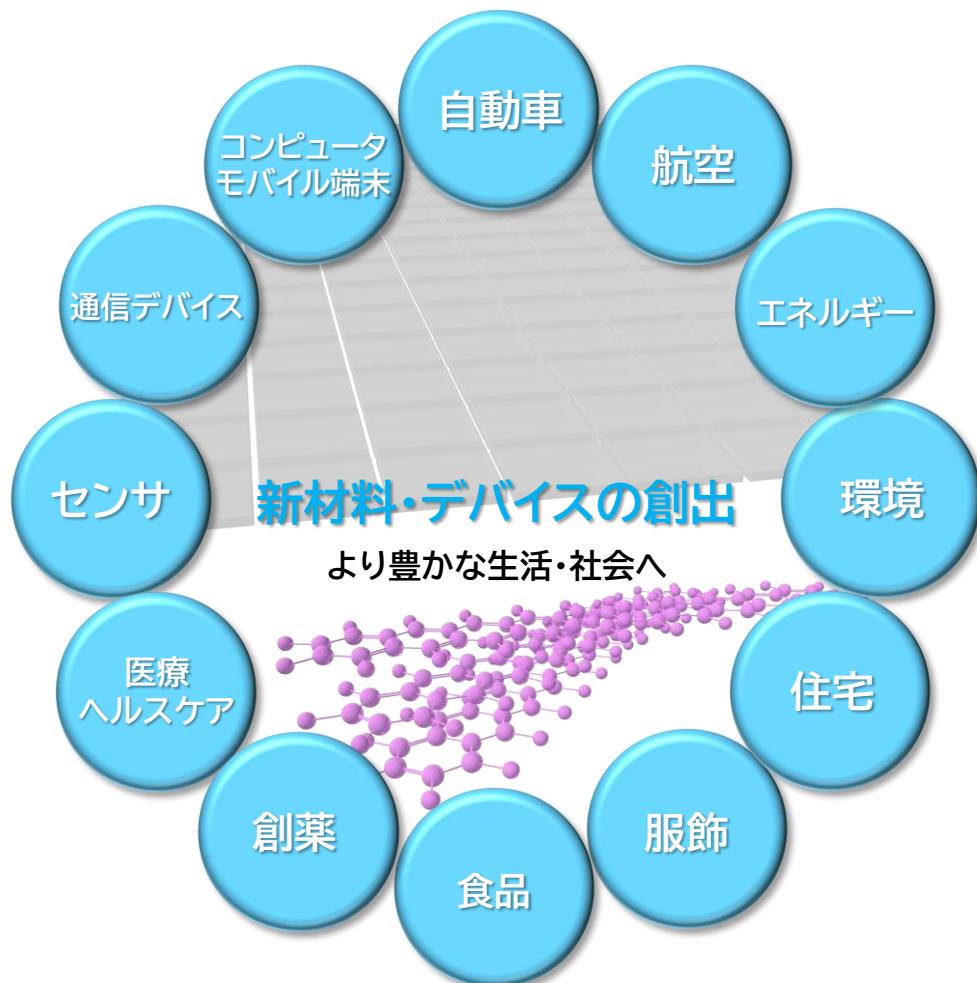 自動車
航空
エネルギー
環境
住宅
服飾
食品
創薬
医療
ヘルスケア
センサ
通信デバイス
コンピュータ
モバイル端末
新材料・デバイスの創出
より豊かな生活・社会へ